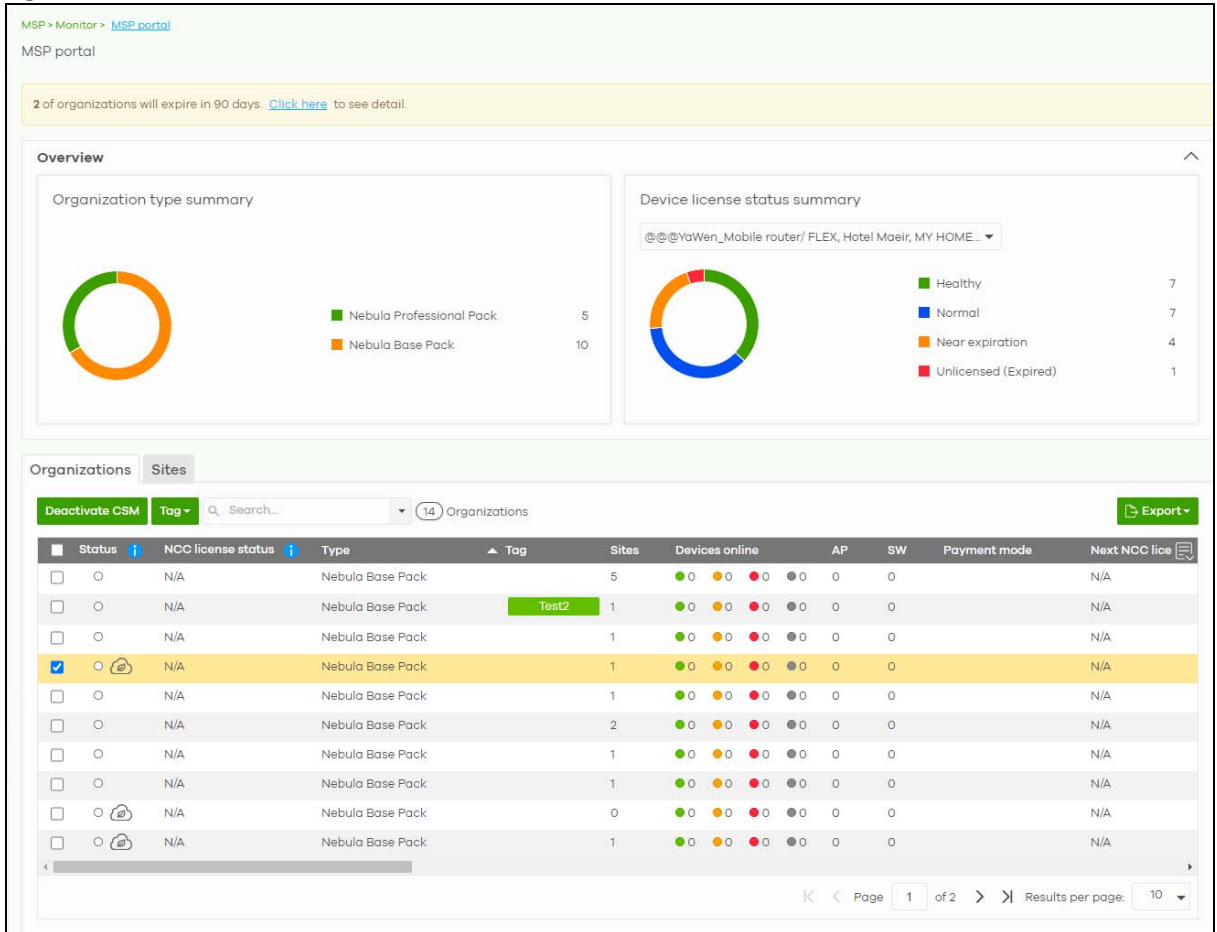 MSP > Monitor > MSP portal
MSP portal
2 of organizations will expire in 90 days. Click here to see detail.
Overview
Organization type summary
Nebula Professional Pack 5
Nebula Base Pack 10
Device license status summary
@@@YaWen_Mobile router/ FLEX, Hotel Maeir, MY HOME...
Healthy 7
Normal 7
Near expiration 4
Unlicensed (Expired) 1
Organizations Sites
Deactivate CSM Tag Search... 14 Organizations Export
Status NCC license status Type Tag Sites Devices online AP SW Payment mode Next NCC lice
N/A Nebula Base Pack 5 0 0 0 0 0 0 N/A
N/A Nebula Base Pack Test2 1 0 0 0 0 0 0 N/A
N/A Nebula Base Pack 1 0 0 0 0 0 0 N/A
N/A Nebula Base Pack 1 0 0 0 0 0 0 N/A
N/A Nebula Base Pack 1 0 0 0 0 0 0 N/A
N/A Nebula Base Pack 2 0 0 0 0 0 0 N/A
N/A Nebula Base Pack 1 0 0 0 0 0 0 N/A
N/A Nebula Base Pack 1 0 0 0 0 0 0 N/A
N/A Nebula Base Pack 0 0 0 0 0 0 0 N/A
N/A Nebula Base Pack 1 0 0 0 0 0 0 N/A
Page 1 of 2 Results per page: 10